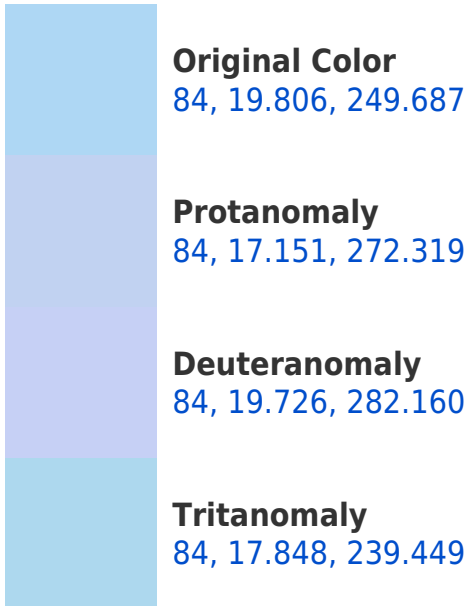 Original Color
84, 19.806, 249.687
Protanomaly
84, 17.151, 272.319
Deuteranomaly
84, 19.726, 282.160
Tritanomaly
84, 17.848, 239.449